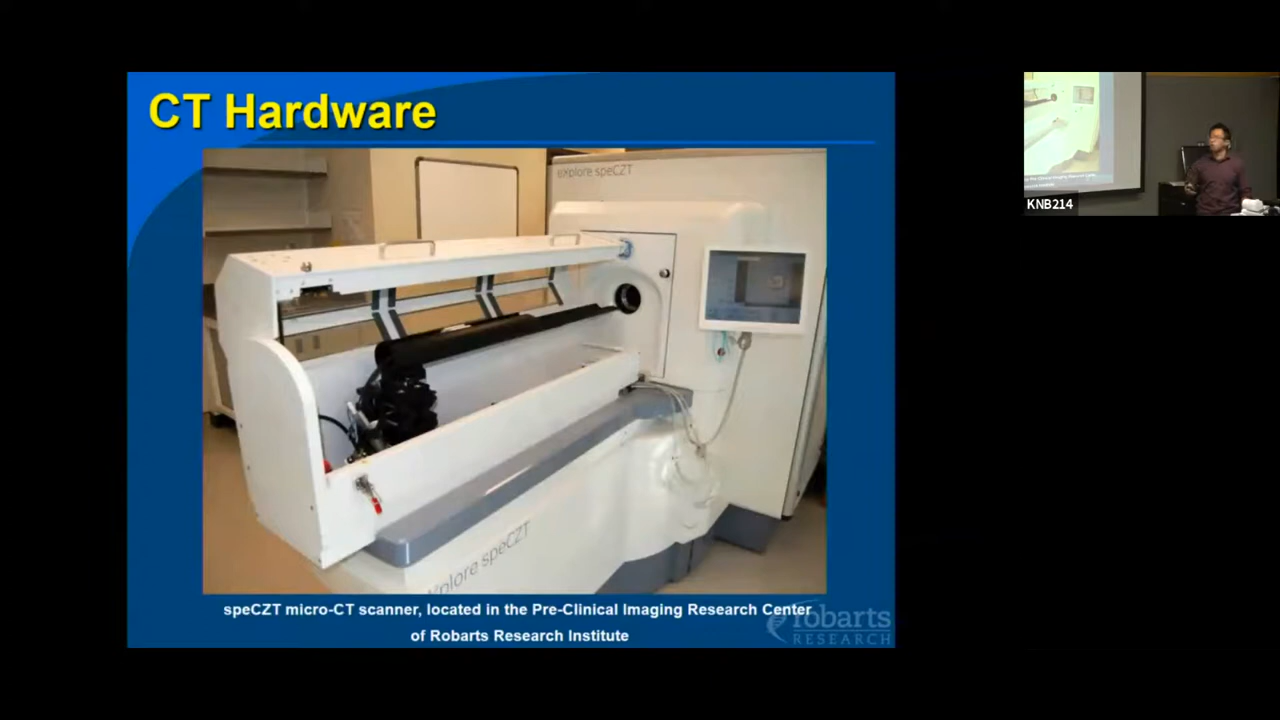 CT Hardware
eXplore speCZT
xplore speCZT
speCZT micro-CT scanner, located in the Pre-Clinical Imaging Research Center
of Robarts Research Institute
robarts
RESEARCH
KNB214